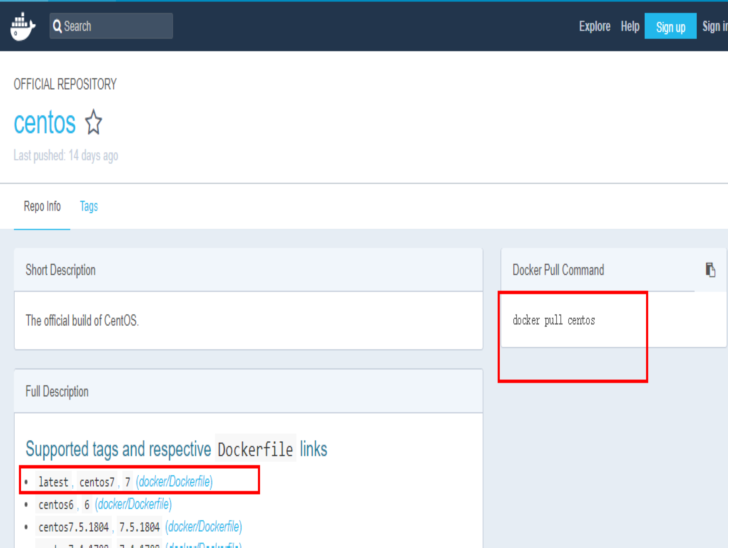 Search Explore Help Sign up Sign in
OFFICIAL REPOSITORY
centos
Last pushed: 14 days ago
Repo Info Tags
Short Description
Docker Pull Command
The official build of CentOS.
docker pull centos
Full Description
Supported tags and respective Dockerfile links
latest, centos7, 7 (docker/Dockerfile)
centos6, 6 (docker/Dockerfile)
centos7.5.1804, 7.5.1804 (docker/Dockerfile)